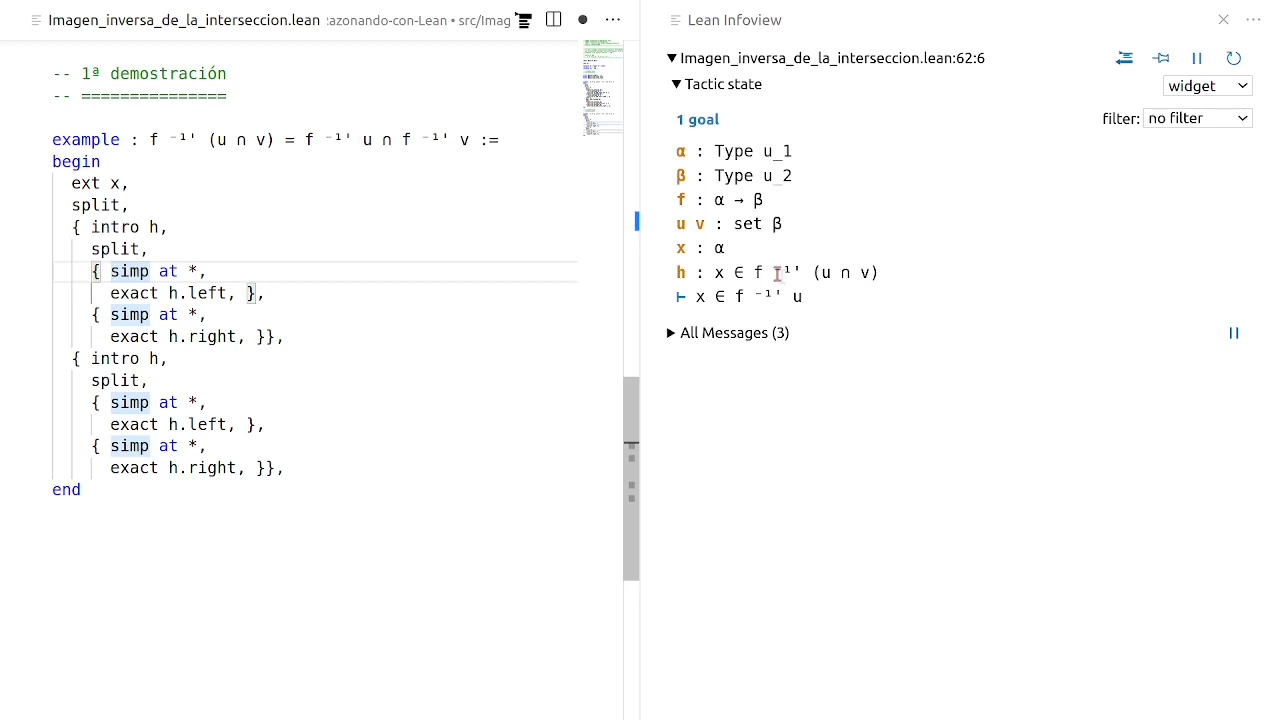 Imagen_inversa_de_la_interseccion.lean :azonando-con-Lean • src/Imag
-- 1ª demostración
-- ===============
example : f ⁻¹' (u ∩ v) = f ⁻¹' u ∩ f ⁻¹' v :=
begin
  ext x,
  split,
  { intro h,
    split,
    { simp at *,
      exact h.left, },
    { simp at *,
      exact h.right, }},
  { intro h,
    split,
    { simp at *,
      exact h.left, },
    { simp at *,
      exact h.right, }},
end
Lean Infoview
Imagen_inversa_de_la_interseccion.lean:62:6
Tactic state
widget
1 goal
filter: no filter
α : Type u_1
β : Type u_2
f : α → β
u v : set β
x : α
h : x ∈ f ⁻¹' (u ∩ v)
⊢ x ∈ f ⁻¹' u
All Messages (3)